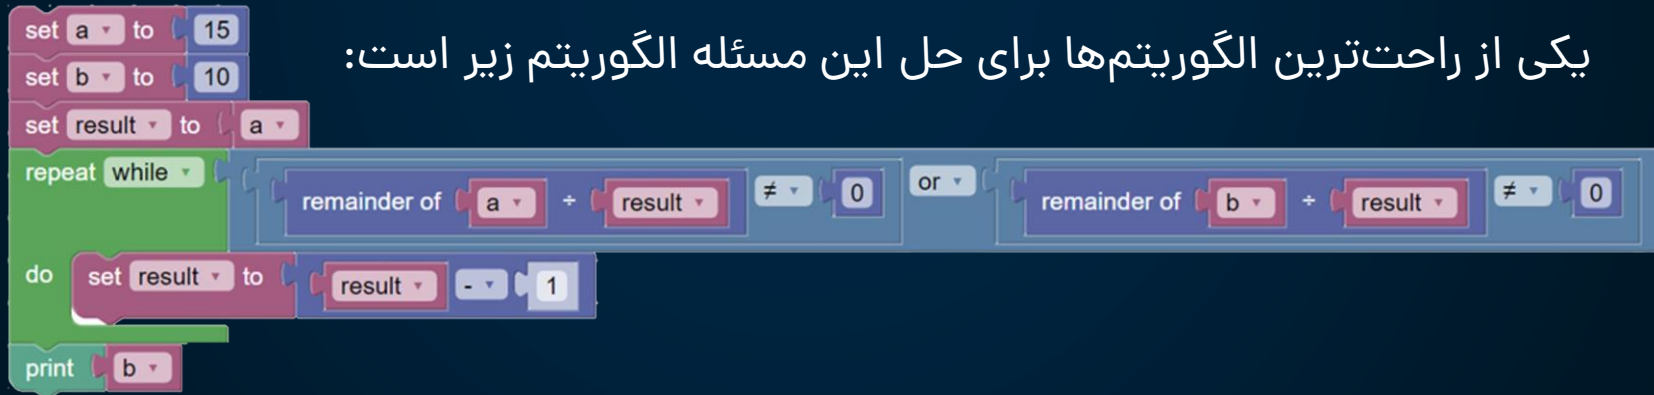 یکی از راحت‌ترین الگوریتم‌ها برای حل این مسئله الگوریتم زیر است:
set a to 15
set b to 10
set result to a
repeat while remainder of a ÷ result ≠ 0 or remainder of b ÷ result ≠ 0
do set result to result - 1
print b